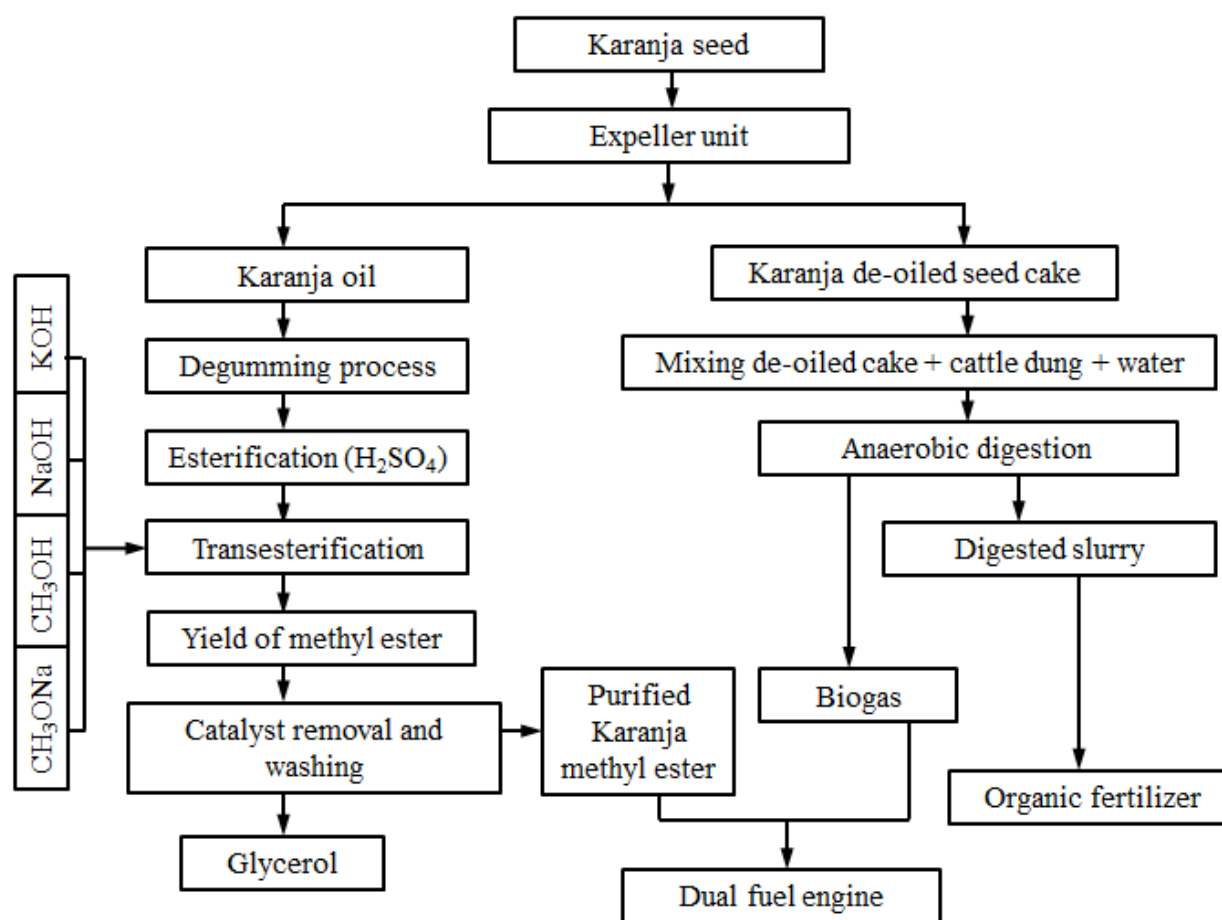 Karanja seed
Expeller unit
Karanja oil
Karanja de-oiled seed cake
KOH
NaOH
CH₃OH
CH₃ONa
Degumming process
Mixing de-oiled cake + cattle dung + water
Esterification (H₂SO₄)
Anaerobic digestion
Transesterification
Digested slurry
Yield of methyl ester
Catalyst removal and
washing
Purified
Karanja
methyl ester
Biogas
Organic fertilizer
Glycerol
Dual fuel engine